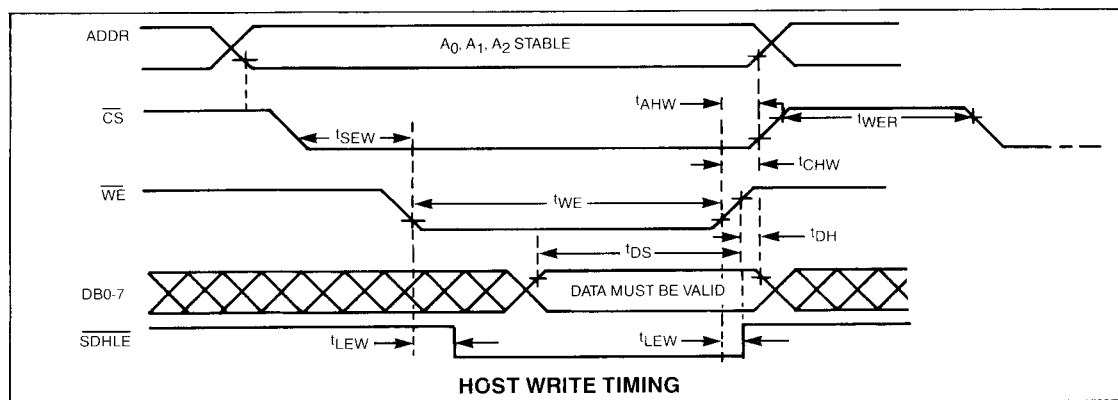 ADDR
A0, A1, A2 STABLE
tAHW
CS
tSEW
tWER
tCHW
WE
tWE
tDH
tDS
DB0-7
DATA MUST BE VALID
SDHLE
tLEW
tLEW
HOST WRITE TIMING